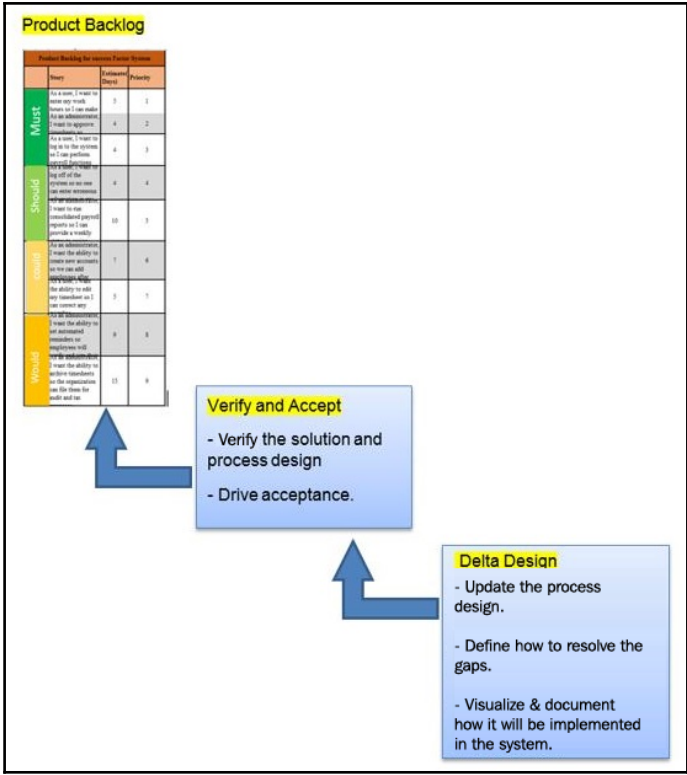 Product Backlog
Product Backlog for success Factor System
Story
Estimate(
Days)
Priority
Must
As a user, I want to
enter my work
hours so I can make
3
1
As an administrator,
I want to approve
timesheets so
4
2
As a user, I want to
log in to the system
so I can perform
payroll functions
4
3
Should
As a user, I want to
log off of the
system so no one
can enter erroneous
4
4
I want to run
consolidated payroll
reports so I can
provide a weekly
10
could
As an administrator,
I want the ability to
create new accounts
so we can add
employees after
7
6
As a user, I want
the ability to edit
my timesheet so I
can correct any
5
7
Would
As an administrator,
I want the ability to
set automated
reminders so
employees will
9
8
As an administrator,
I want the ability to
archive timesheets
so the organization
can file them for
audit and tax
13
9
Verify and Accept
- Verify the solution and
process design
- Drive acceptance.
Delta Design
- Update the process
design.
- Define how to resolve the
gaps.
- Visualize & document
how it will be implemented
in the system.